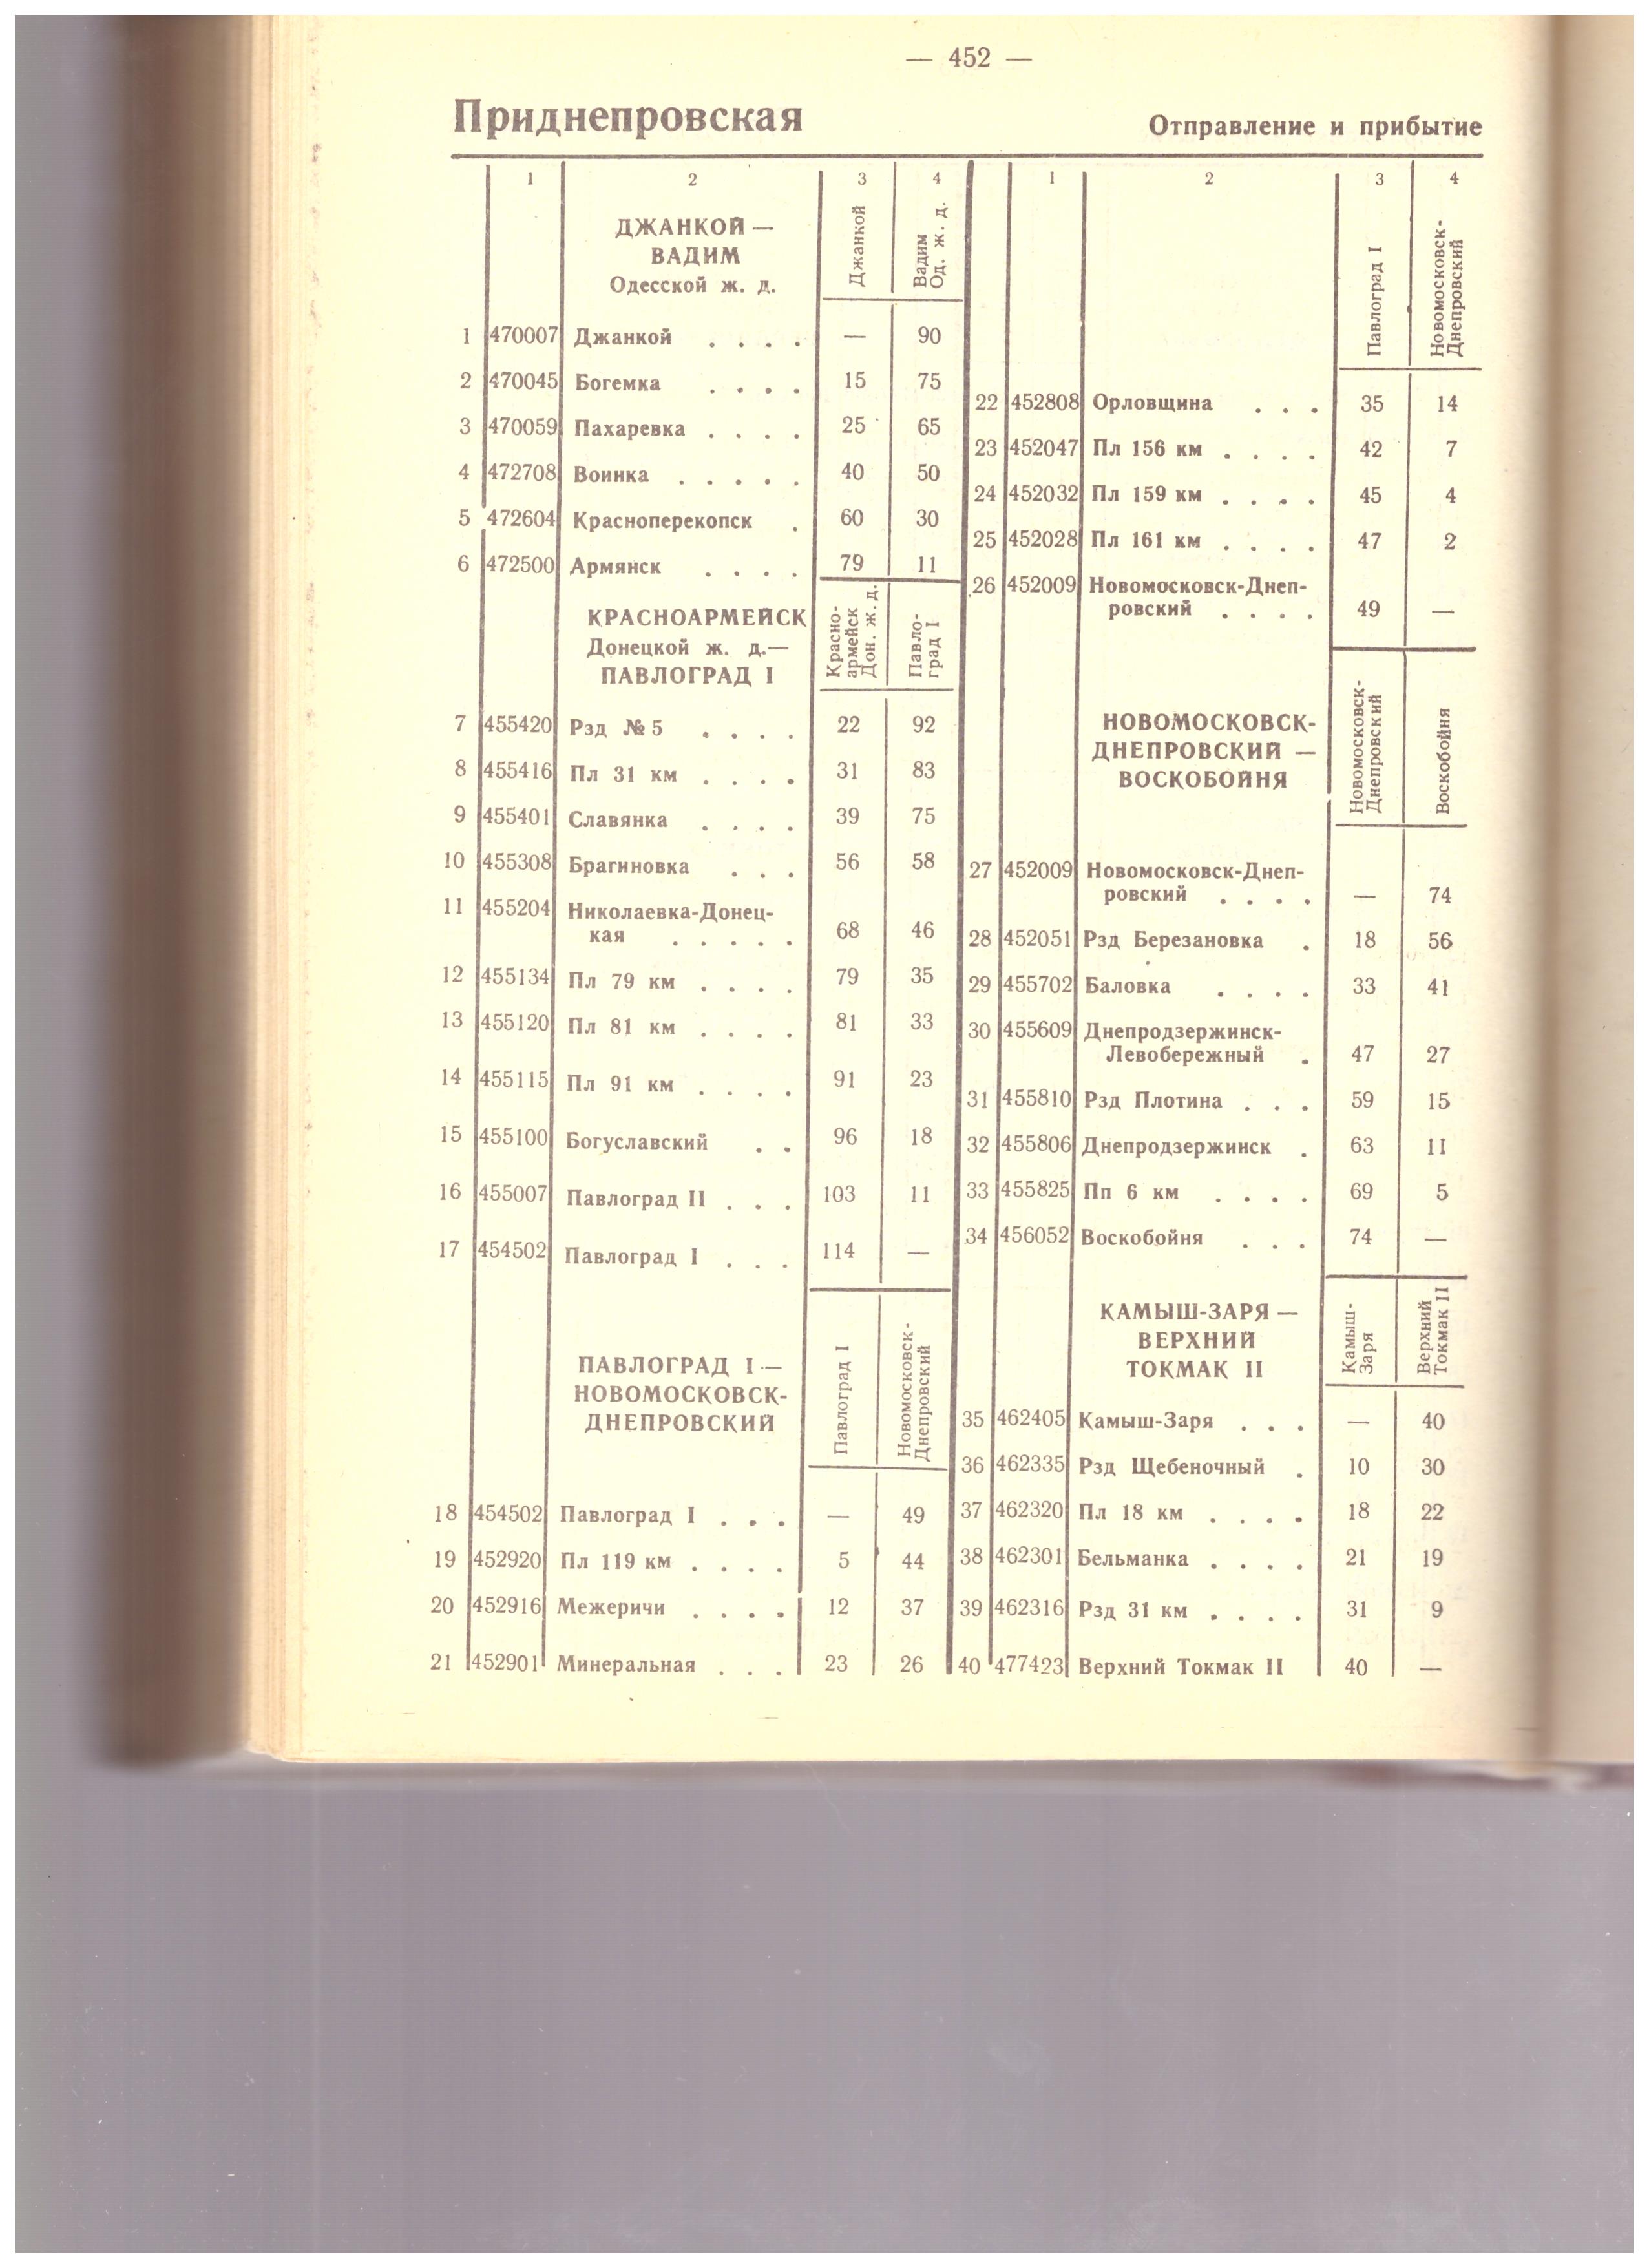 — 452 —
Приднепровская
Отправление и прибытие
1 2 3 4
ДЖАНКОЙ —
ВАДИМ
Одесской ж. д.
Джанкой
Вадим
Од. ж. д.
1 470007 Джанкой . . . . — 90
2 470045 Богемка . . . . 15 75
3 470059 Пахаревка . . . . 25 65
4 472708 Воинка . . . . . 40 50
5 472604 Красноперекопск . 60 30
6 472500 Армянск . . . . 79 11
КРАСНОАРМЕЙСК
Донецкой ж. д.—
ПАВЛОГРАД I
Красно-
армейск
Дон. ж. д.
Павло-
град I
7 455420 Рзд № 5 . . . . 22 92
8 455416 Пл 31 км . . . . 31 83
9 455401 Славянка . . . . 39 75
10 455308 Брагиновка . . . 56 58
11 455204 Николаевка-Донец-
кая . . . . . 68 46
12 455134 Пл 79 км . . . . 79 35
13 455120 Пл 81 км . . . . 81 33
14 455115 Пл 91 км . . . . 91 23
15 455100 Богуславский . . 96 18
16 455007 Павлоград II . . . 103 11
17 454502 Павлоград I . . . 114 —
ПАВЛОГРАД I —
НОВОМОСКОВСК-
ДНЕПРОВСКИЙ
Павлоград I
Новомосковск-
Днепровский
18 454502 Павлоград I . . . — 49
19 452920 Пл 119 км . . . . 5 44
20 452916 Межеричи . . . . 12 37
21 452901 Минеральная . . . 23 26
1 2 3 4
Павлоград I
Новомосковск-
Днепровский
22 452808 Орловщина . . . 35 14
23 452047 Пл 156 км . . . . 42 7
24 452032 Пл 159 км . . . . 45 4
25 452028 Пл 161 км . . . . 47 2
26 452009 Новомосковск-Днеп-
ровский . . . . 49 —
НОВОМОСКОВСК-
ДНЕПРОВСКИЙ —
ВОСКОБОЙНЯ
Новомосковск-
Днепровский
Воскобойня
27 452009 Новомосковск-Днеп-
ровский . . . . — 74
28 452051 Рзд Березановка . 18 56
29 455702 Баловка . . . . 33 41
30 455609 Днепродзержинск-
Левобережный . 47 27
31 455810 Рзд Плотина . . . 59 15
32 455806 Днепродзержинск . 63 11
33 455825 Пп 6 км . . . . 69 5
34 456052 Воскобойня . . . 74 —
КАМЫШ-ЗАРЯ —
ВЕРХНИЙ
ТОКМАК II
Камыш-
Заря
Верхний
Токмак II
35 462405 Камыш-Заря . . . — 40
36 462335 Рзд Щебеночный . 10 30
37 462320 Пл 18 км . . . . 18 22
38 462301 Бельманка . . . . 21 19
39 462316 Рзд 31 км . . . . 31 9
40 477423 Верхний Токмак II 40 —